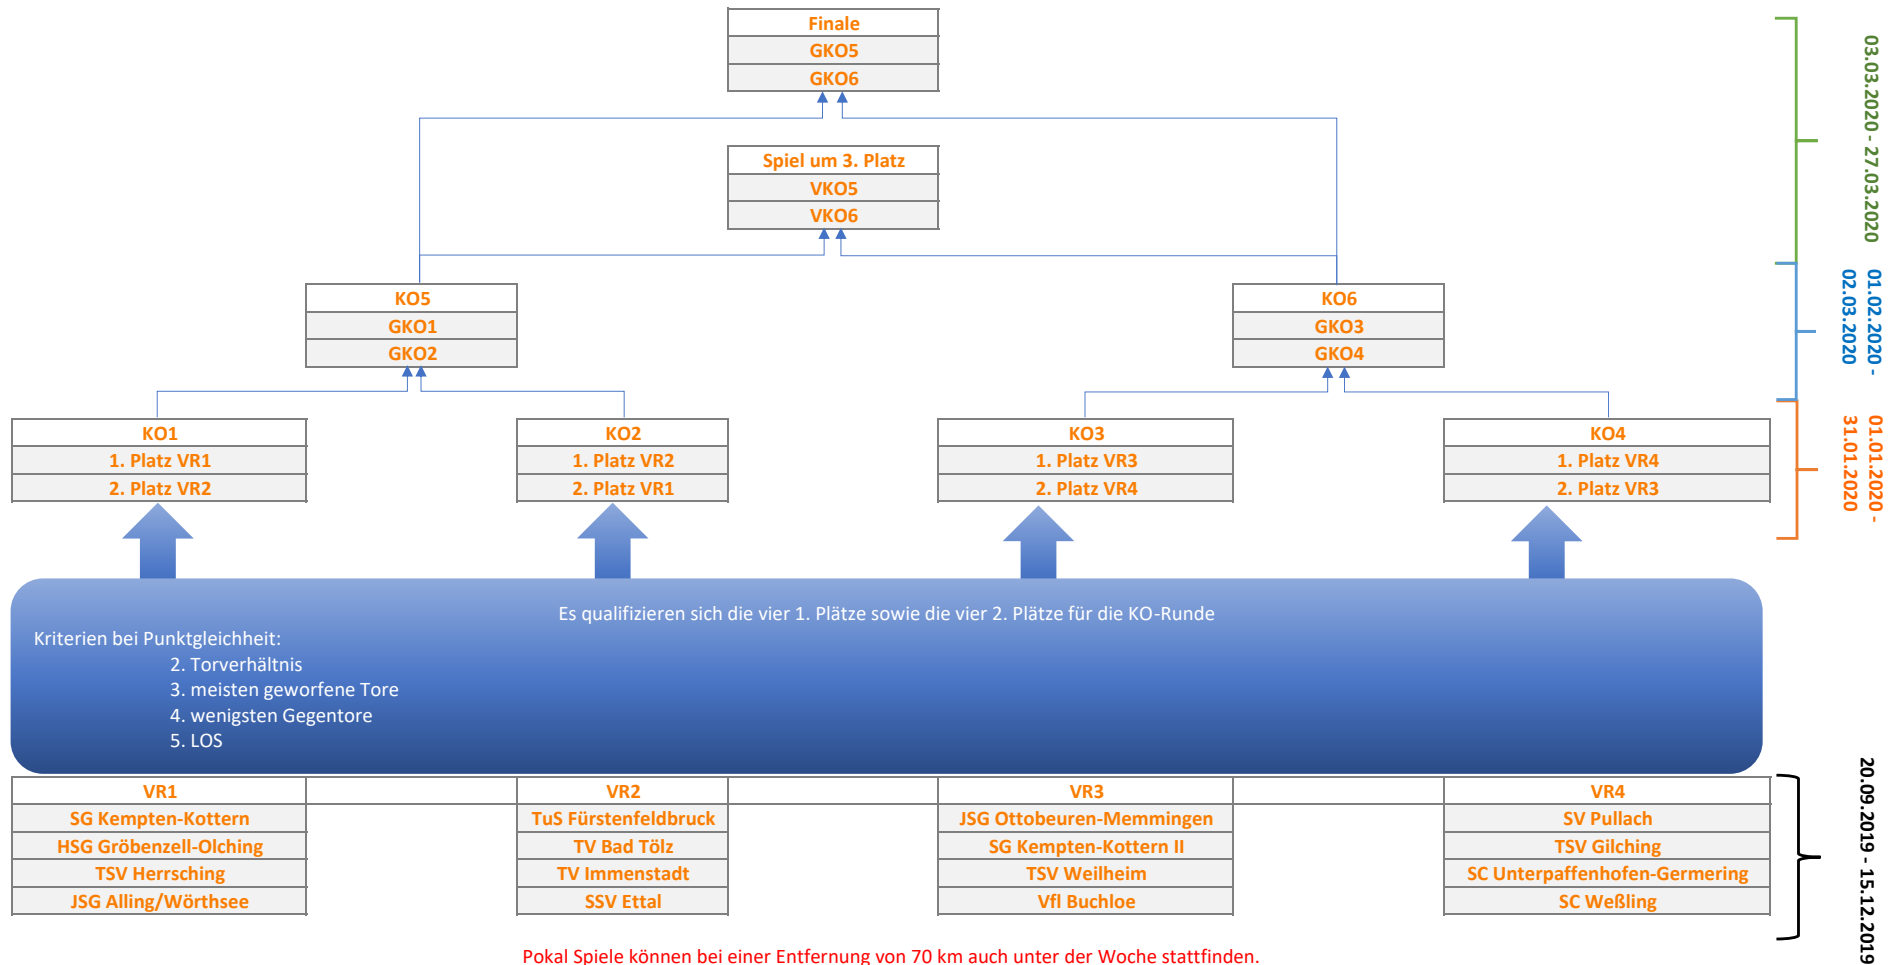 Finale
GKO5
GKO6
03.03.2020 - 27.03.2020
Spiel um 3. Platz
VKO5
VKO6
KO5
GKO1
GKO2
KO6
GKO3
GKO4
01.02.2020 -
02.03.2020
KO1
1. Platz VR1
2. Platz VR2
KO2
1. Platz VR2
2. Platz VR1
KO3
1. Platz VR3
2. Platz VR4
KO4
1. Platz VR4
2. Platz VR3
01.01.2020 -
31.01.2020
Es qualifizieren sich die vier 1. Plätze sowie die vier 2. Plätze für die KO-Runde
Kriterien bei Punktgleichheit:
2. Torverhältnis
3. meisten geworfene Tore
4. wenigsten Gegentore
5. LOS
VR1
SG Kempten-Kottern
HSG Gröbenzell-Olching
TSV Herrsching
JSG Alling/Wörthsee
VR2
TuS Fürstenfeldbruck
TV Bad Tölz
TV Immenstadt
SSV Ettal
VR3
JSG Ottobeuren-Memmingen
SG Kempten-Kottern II
TSV Weilheim
Vfl Buchloe
VR4
SV Pullach
TSV Gilching
SC Unterpaffenhofen-Germering
SC Weßling
20.09.2019 - 15.12.2019
Pokal Spiele können bei einer Entfernung von 70 km auch unter der Woche stattfinden.